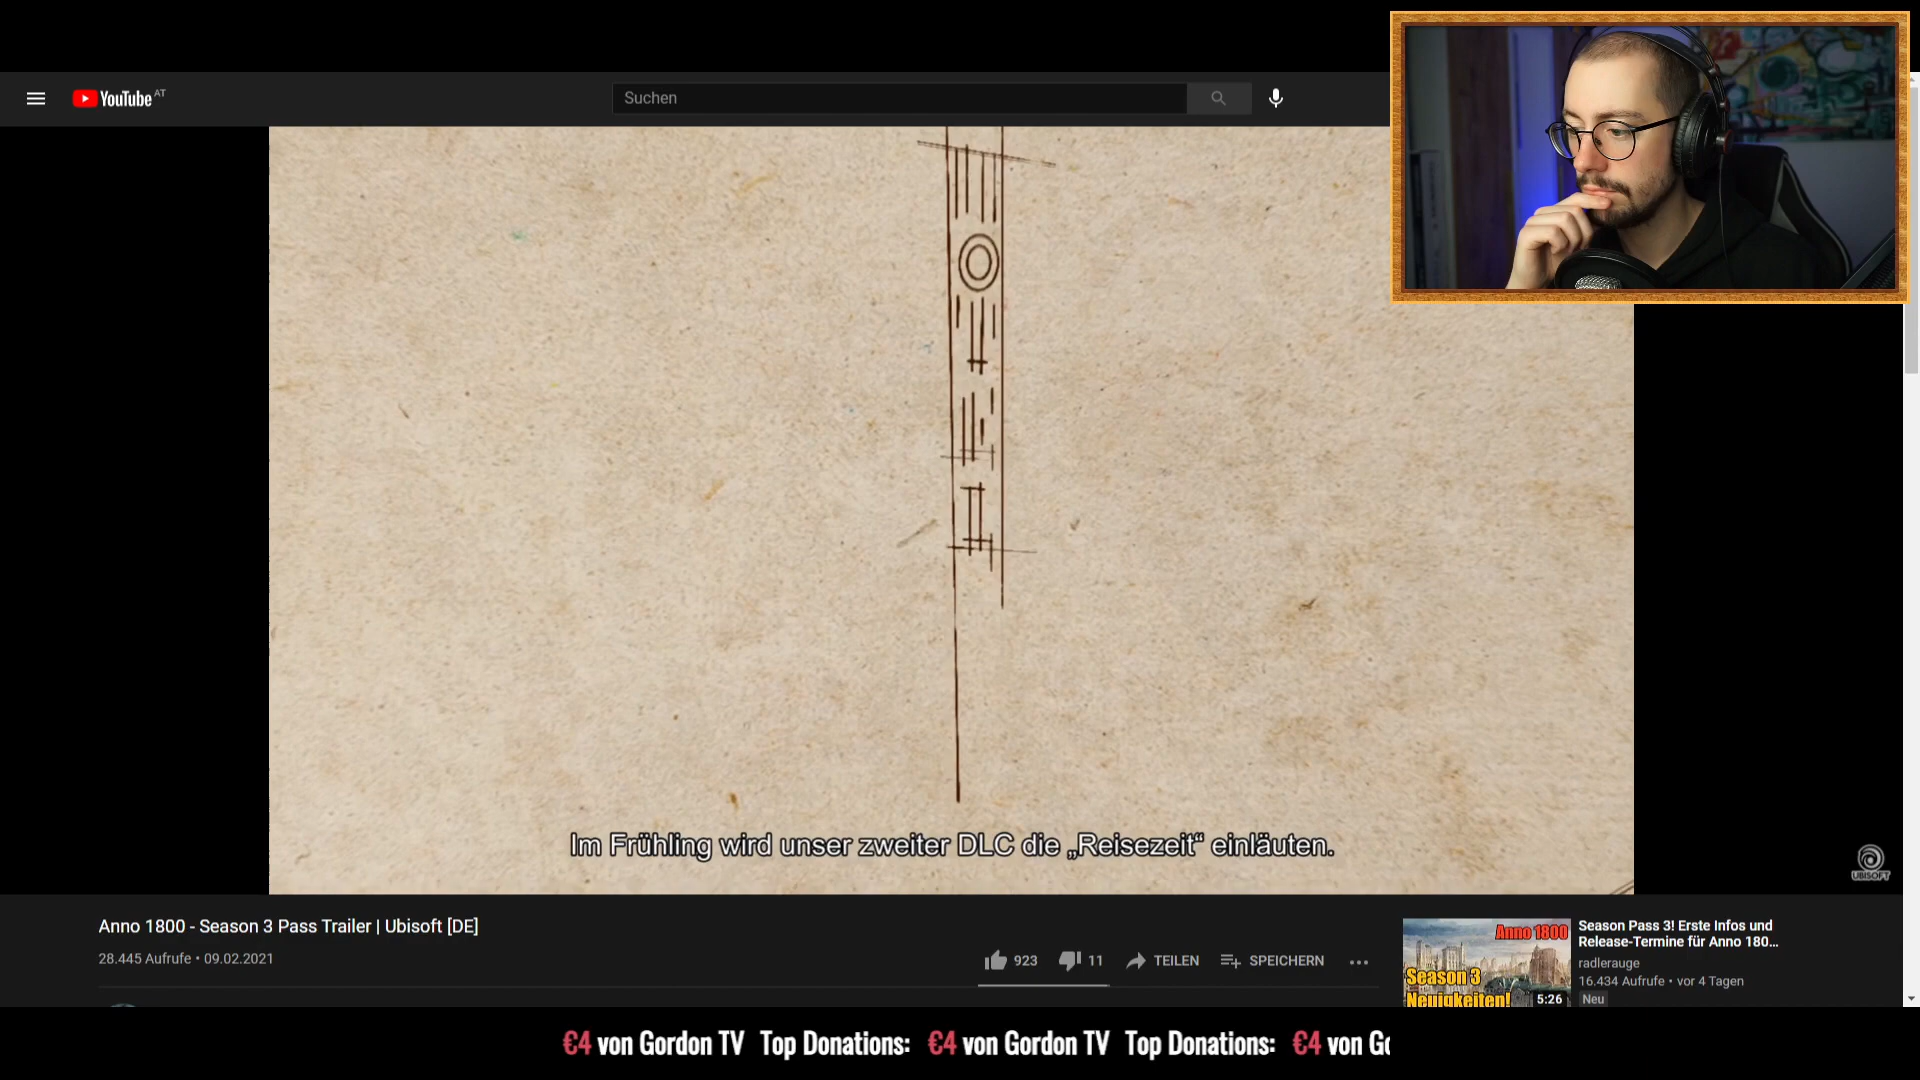 YouTube AT
Suchen
Im Frühling wird unser zweiter DLC die „Reisezeit“ einläuten.
UBISOFT
Anno 1800 - Season 3 Pass Trailer | Ubisoft [DE]
28.445 Aufrufe • 09.02.2021
923
11
TEILEN
SPEICHERN
Anno 1800
Season 3
Neuigkeiten!
5:26
Season Pass 3! Erste Infos und
Release-Termine für Anno 180...
radlerauge
16.434 Aufrufe • vor 4 Tagen
Neu
€4 von Gordon TV Top Donations: €4 von Gordon TV Top Donations: €4 von Go